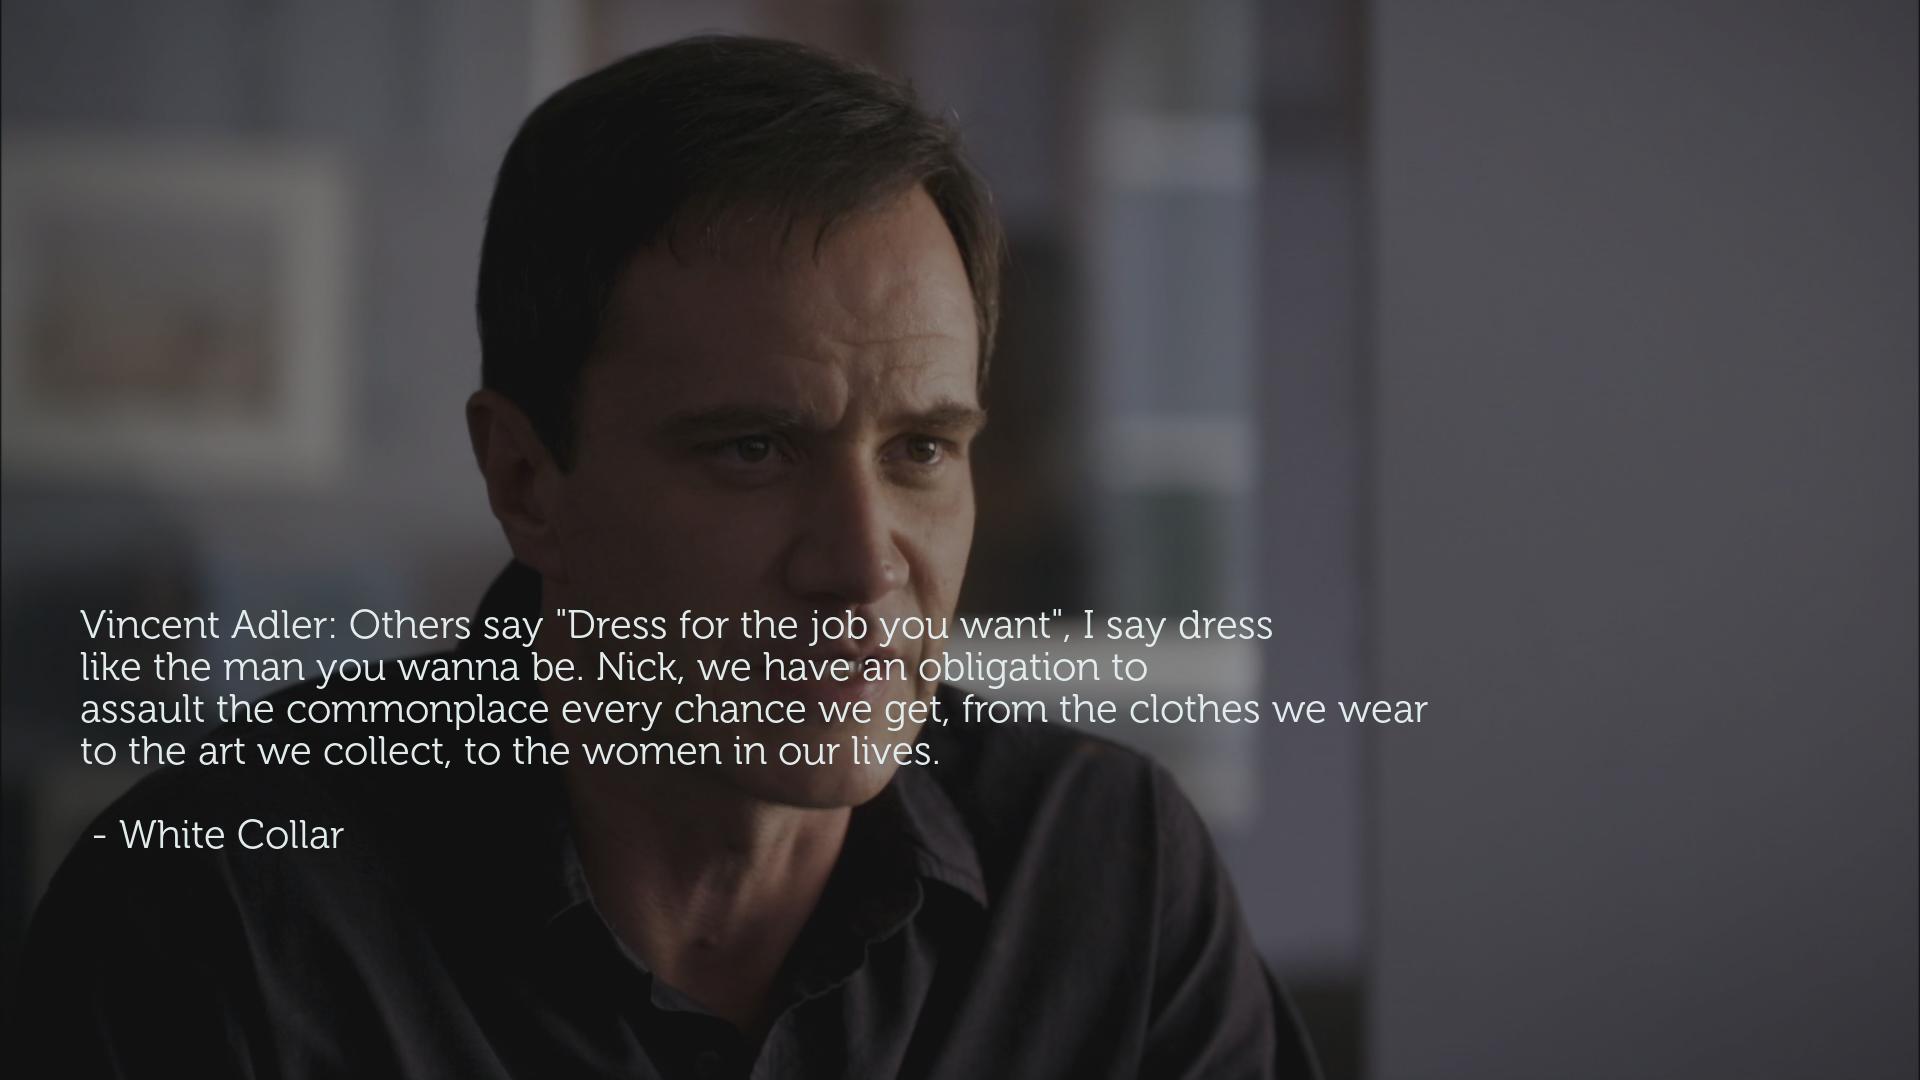 Vincent Adler: Others say "Dress for the job you want", I say dress
like the man you wanna be. Nick, we have an obligation to
assault the commonplace every chance we get, from the clothes we wear
to the art we collect, to the women in our lives.
- White Collar